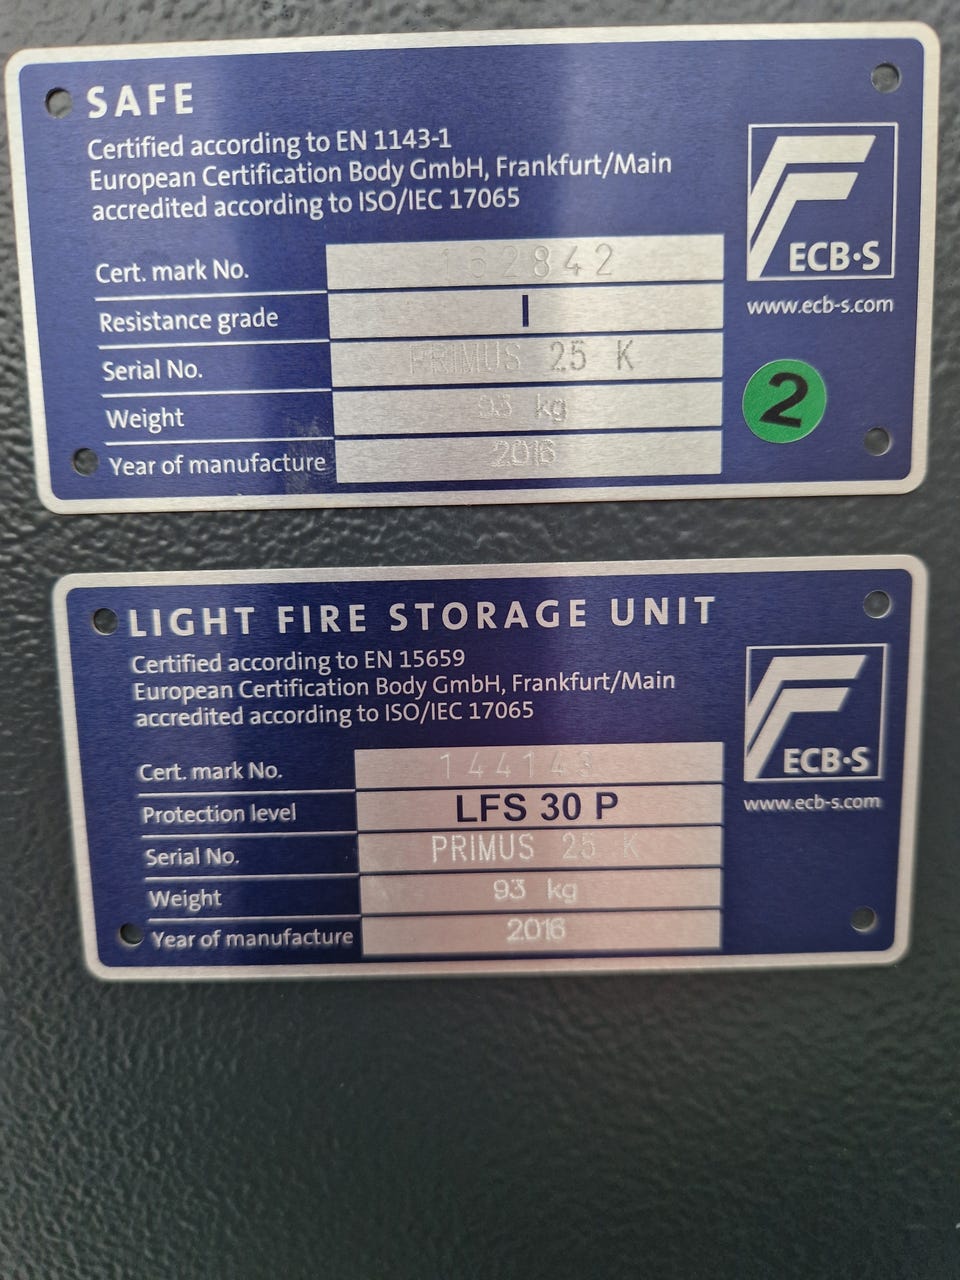 SAFE
Certified according to EN 1143-1
European Certification Body GmbH, Frankfurt/Main
accredited according to ISO/IEC 17065
ECB·S
www.ecb-s.com
Cert. mark No. 162842
Resistance grade I
Serial No. PRIMUS 25 K
Weight 93 kg
Year of manufacture 2016
2
LIGHT FIRE STORAGE UNIT
Certified according to EN 15659
European Certification Body GmbH, Frankfurt/Main
accredited according to ISO/IEC 17065
ECB·S
www.ecb-s.com
Cert. mark No. 144143
Protection level LFS 30 P
Serial No. PRIMUS 25 K
Weight 93 kg
Year of manufacture 2016